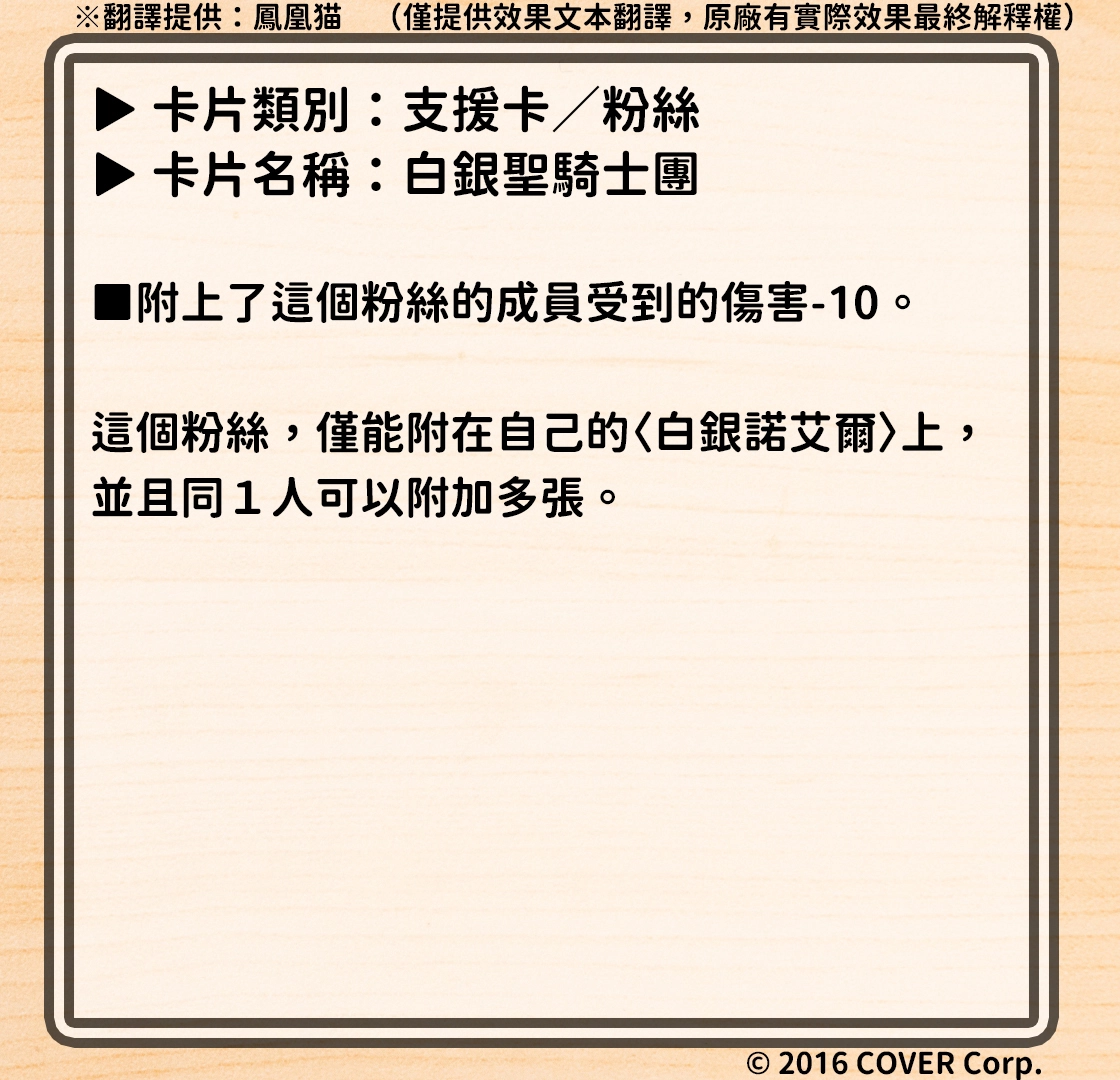 ※翻譯提供：鳳凰猫　（僅提供效果文本翻譯，原廠有實際效果最終解釋權）
▶ 卡片類別：支援卡／粉絲
▶ 卡片名稱：白銀聖騎士團
■附上了這個粉絲的成員受到的傷害-10。
這個粉絲，僅能附在自己的〈白銀諾艾爾〉上，
並且同１人可以附加多張。
© 2016 COVER Corp.